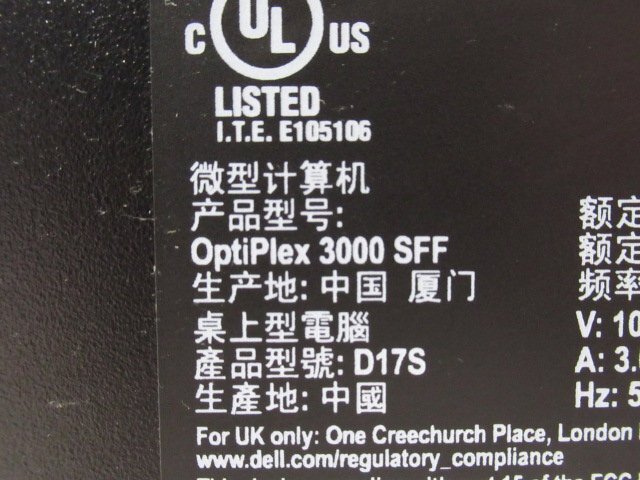 C UL US
LISTED
I.T.E. E105106
微型计算机
产品型号:
OptiPlex 3000 SFF
生产地: 中国 厦门
桌上型電腦
產品型號: D17S
生產地: 中國
额定
额定
频率
V: 10
A: 3.
Hz: 5
For UK only: One Creechurch Place, London
www.dell.com/regulatory_compliance